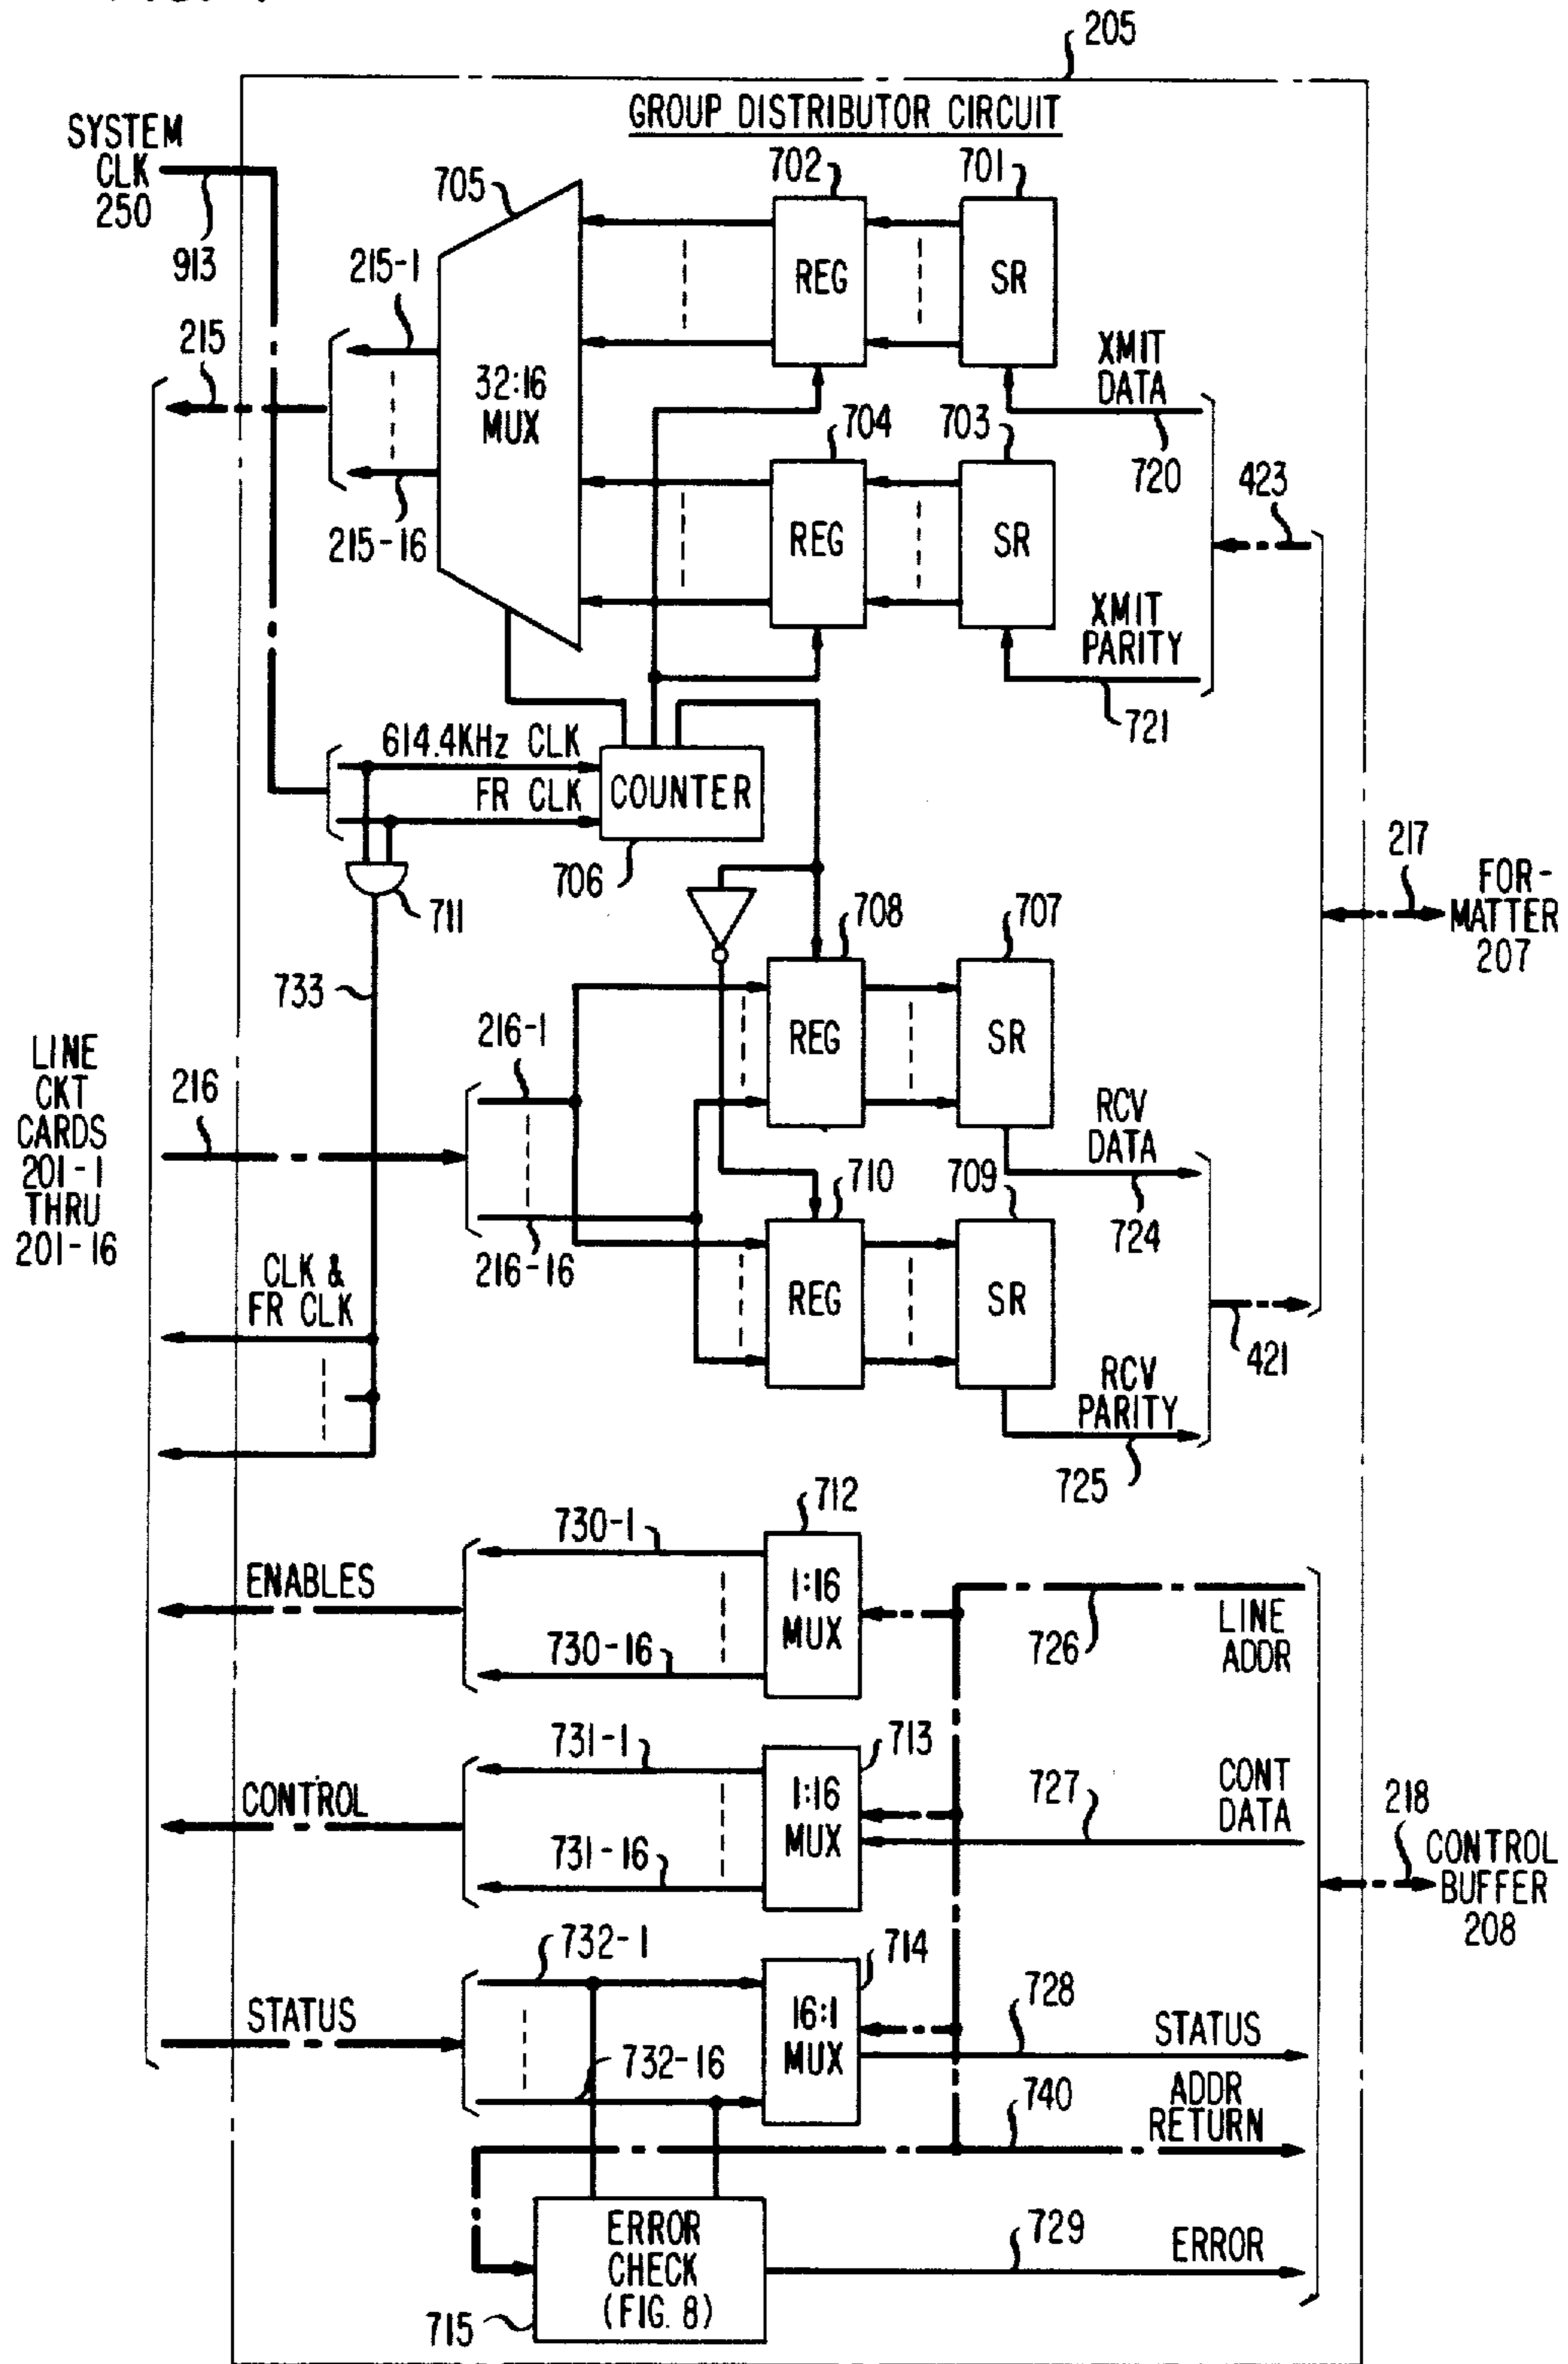 205
GROUP DISTRIBUTOR CIRCUIT
SYSTEM
CLK
250
913
705
702
701
215-1
REG
SR
215
32:16
MUX
XMIT
DATA
720
704
703
423
215-16
REG
SR
XMIT
PARITY
721
614.4KHz CLK
FR CLK
COUNTER
706
711
217
FOR-
MATTER
207
708
707
733
216-1
REG
SR
LINE
CKT
CARDS
201-1
THRU
201-16
216
RCV
DATA
724
710
709
216-16
CLK &
FR CLK
REG
SR
421
RCV
PARITY
725
712
730-1
ENABLES
1:16
MUX
730-16
726
LINE
ADDR
731-1
713
CONTROL
1:16
MUX
727
CONT
DATA
731-16
218
CONTROL
BUFFER
208
732-1
714
STATUS
16:1
MUX
728
STATUS
732-16
740
ADDR
RETURN
ERROR
CHECK
(FIG. 8)
729
ERROR
715